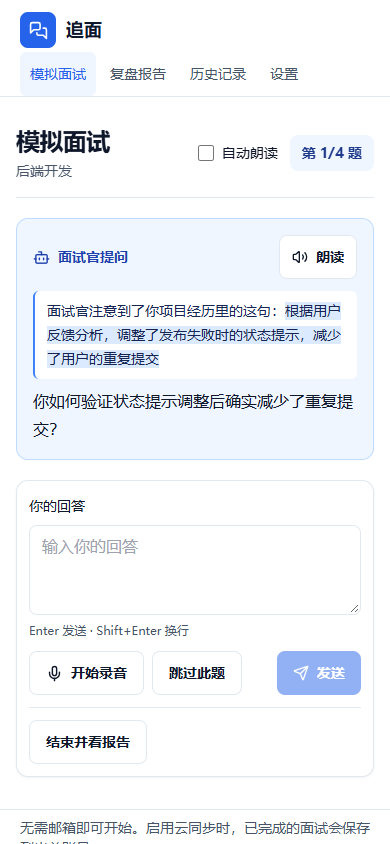 追面
模拟面试 复盘报告 历史记录 设置
模拟面试
后端开发
自动朗读
第 1/4 题
面试官提问
朗读
面试官注意到了你项目经历里的这句：根据用户
反馈分析，调整了发布失败时的状态提示，减少
了用户的重复提交
你如何验证状态提示调整后确实减少了重复提
交？
你的回答
输入你的回答
Enter 发送 · Shift+Enter 换行
开始录音
跳过此题
发送
结束并看报告
无需邮箱即可开始。启用云同步时，已完成的面试会保存